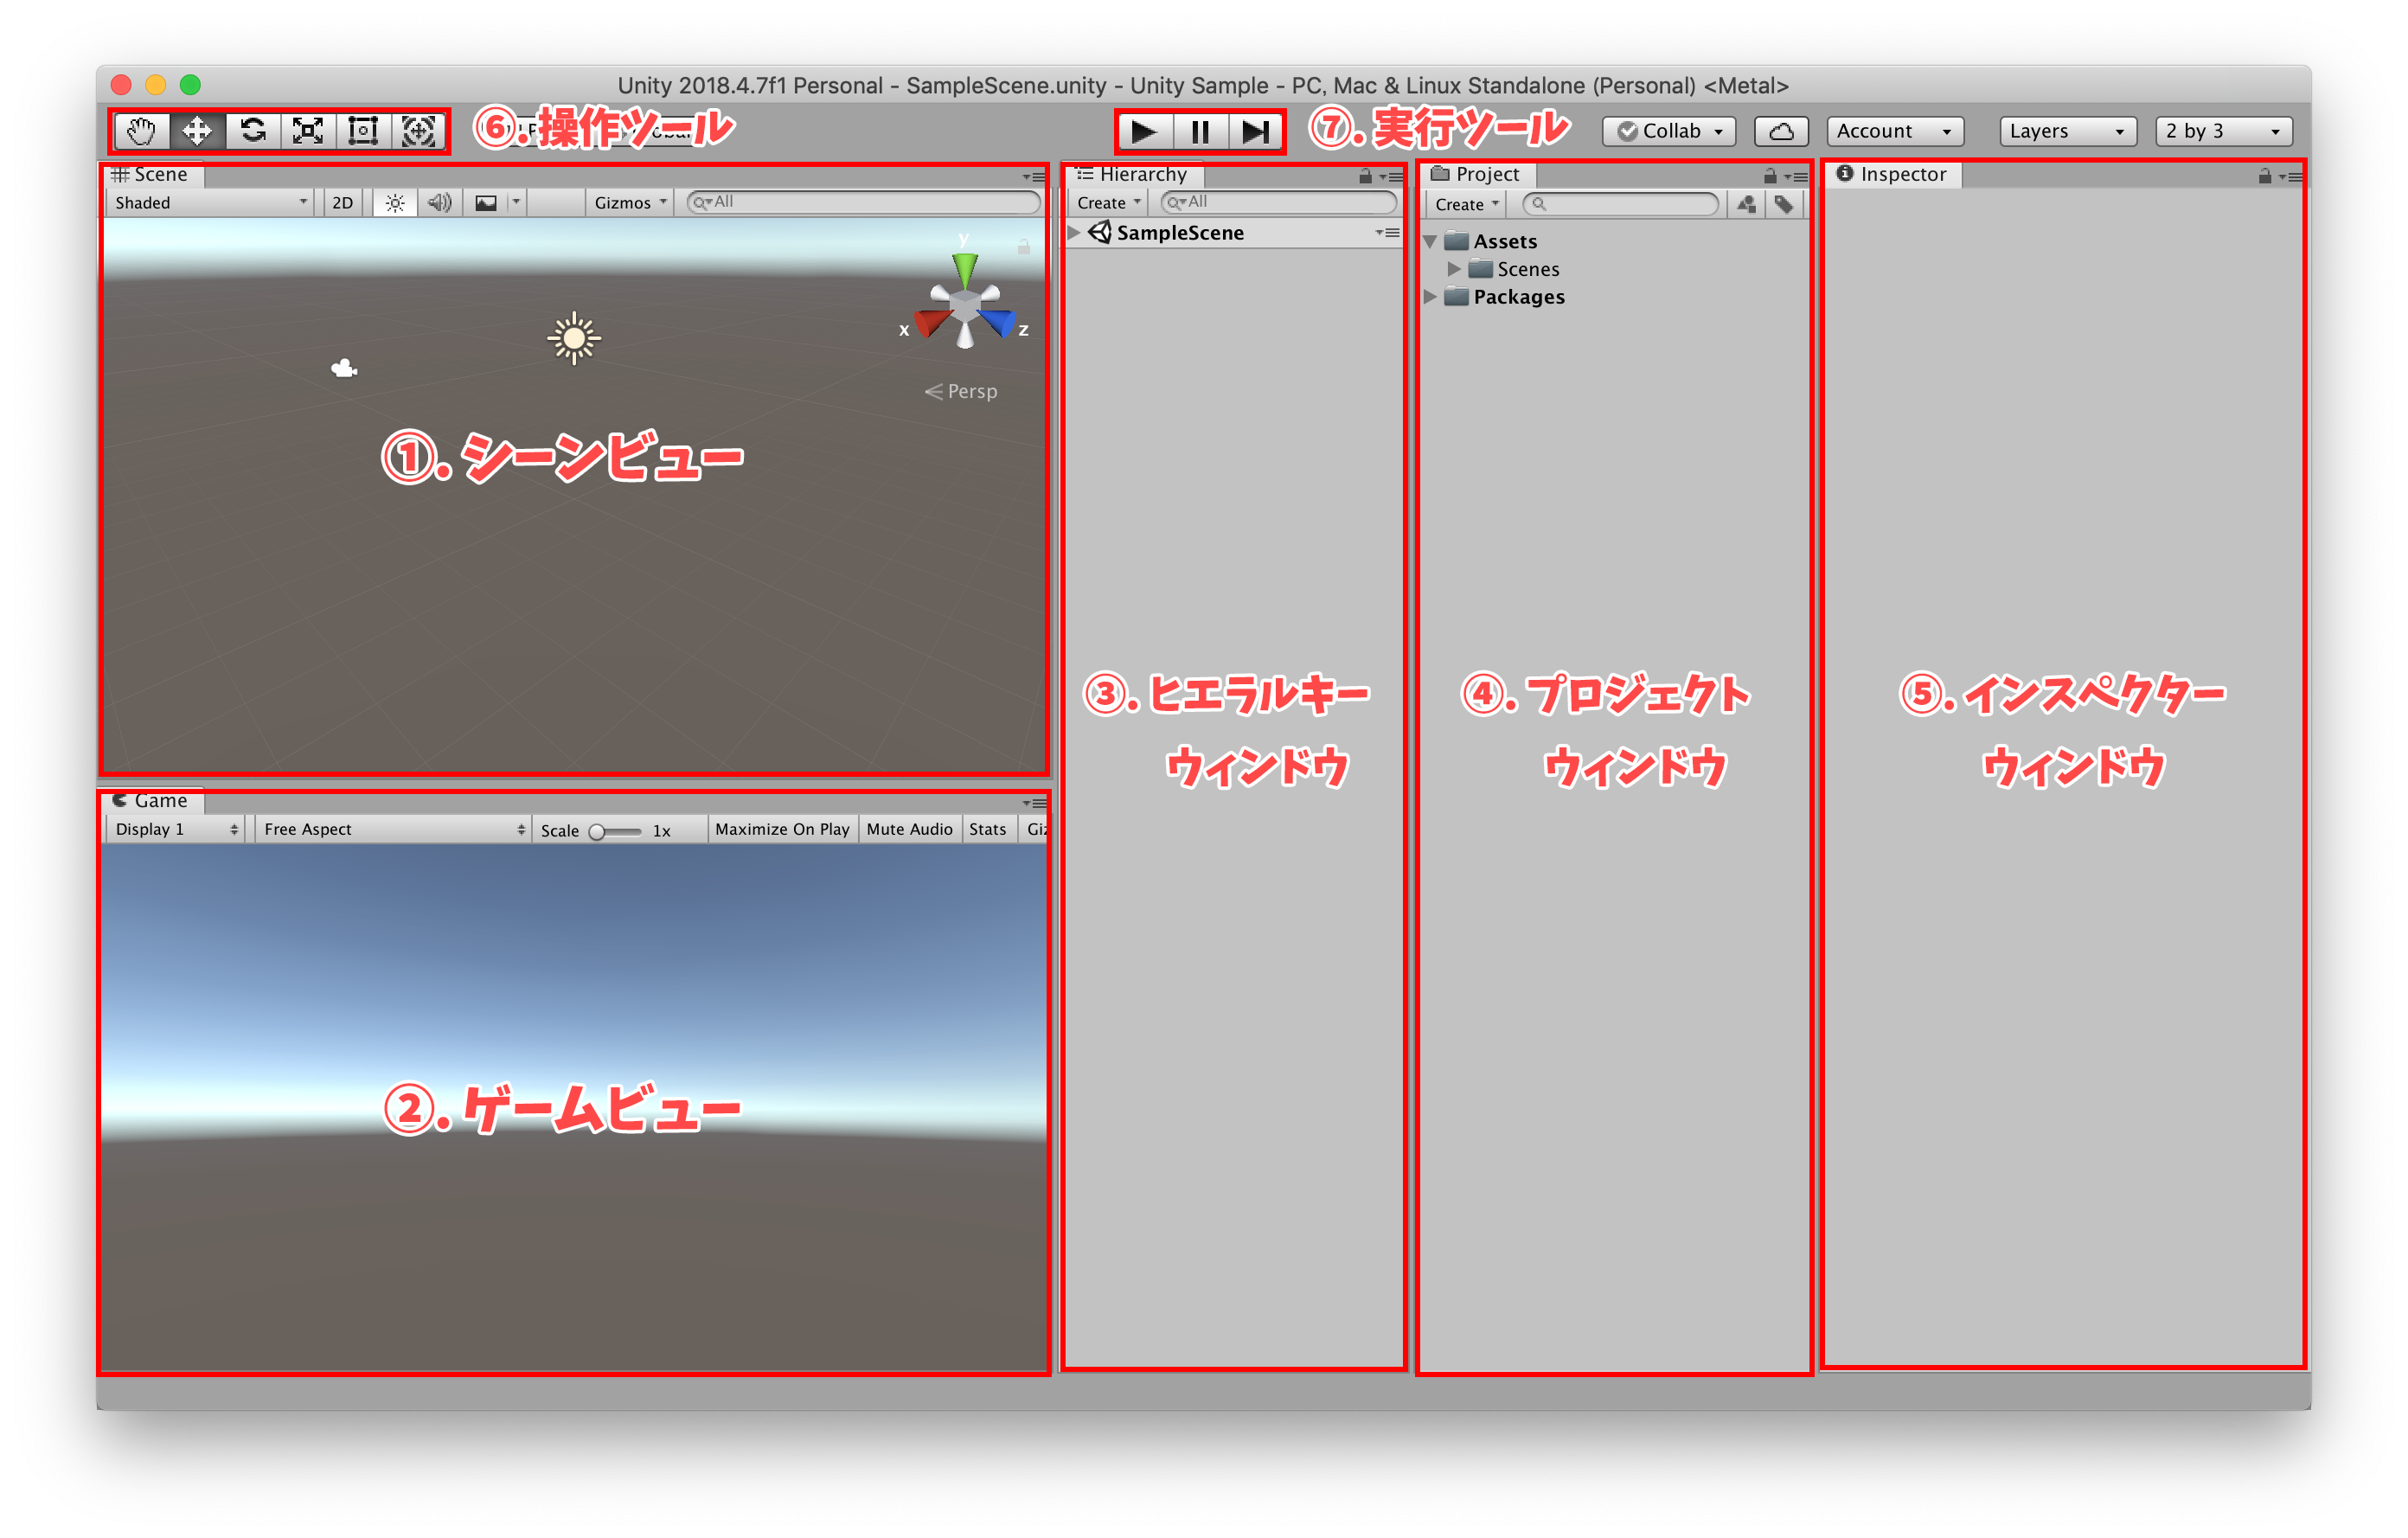 Unity 2018.4.7f1 Personal - SampleScene.unity - Unity Sample - PC, Mac & Linux Standalone (Personal) <Metal>
⑥. 操作ツール
⑦. 実行ツール
Collab
Account
Layers
2 by 3
Scene
Shaded
2D
Gizmos
All
y
x
z
Persp
①. シーンビュー
Game
Display 1
Free Aspect
Scale
1x
Maximize On Play
Mute Audio
Stats
②. ゲームビュー
Hierarchy
Create
All
SampleScene
③. ヒエラルキー
ウィンドウ
Project
Create
Assets
Scenes
Packages
④. プロジェクト
ウィンドウ
Inspector
⑤. インスペクター
ウィンドウ